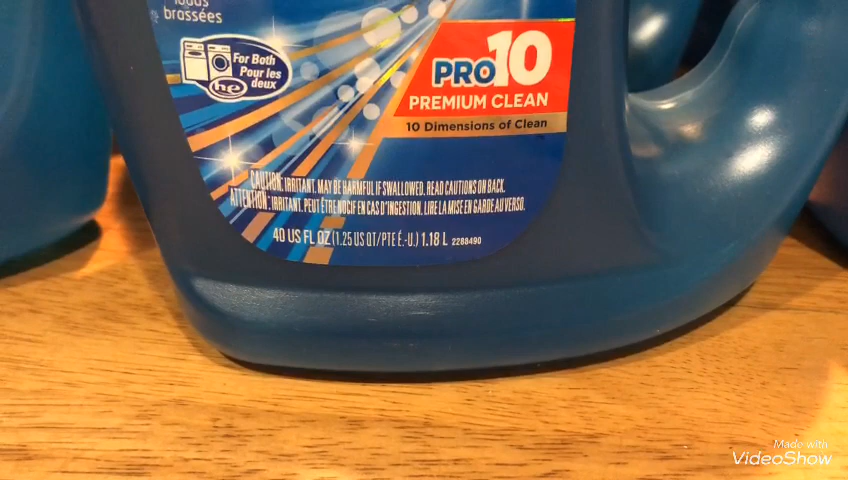 brassées
For Both
Pour les
deux
he
PRO10
PREMIUM CLEAN
10 Dimensions of Clean
CAUTION: IRRITANT. MAY BE HARMFUL IF SWALLOWED. READ CAUTIONS ON BACK.
ATTENTION : IRRITANT. PEUT ÊTRE NOCIF EN CAS D'INGESTION. LIRE LA MISE EN GARDE AU VERSO.
40 US FL OZ (1.25 US QT/PTE É.-U.) 1.18 L 2288490
Made with
VideoShow